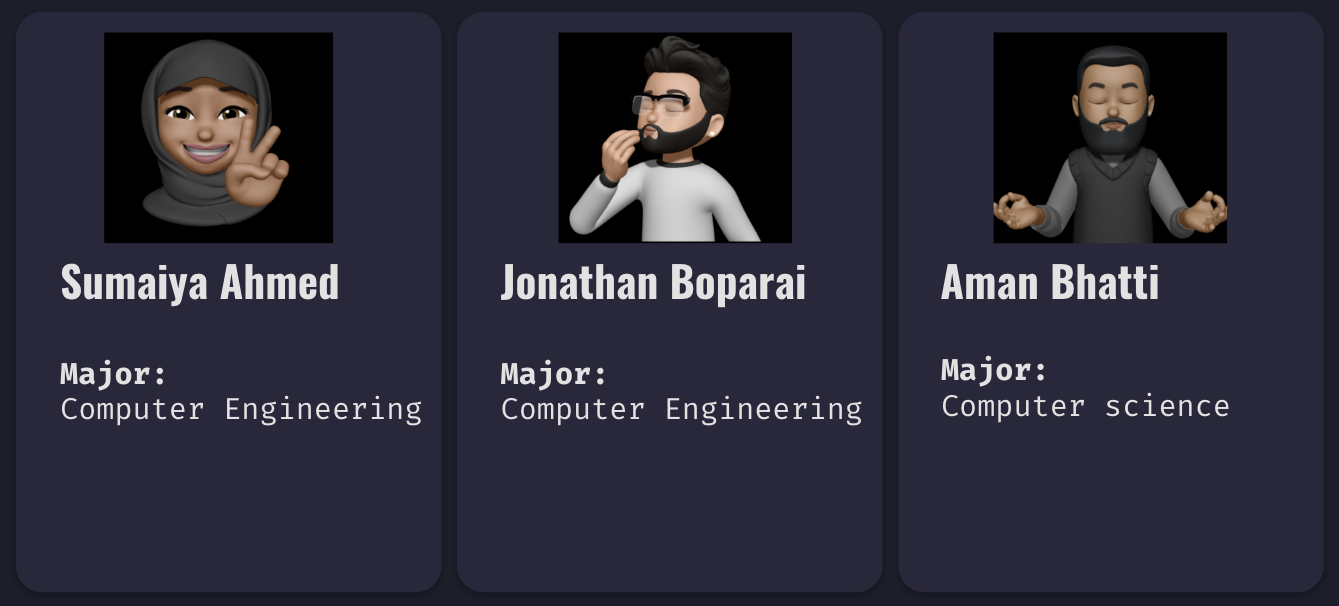 Sumaiya Ahmed
Major:
Computer Engineering
Jonathan Boparai
Major:
Computer Engineering
Aman Bhatti
Major:
Computer science